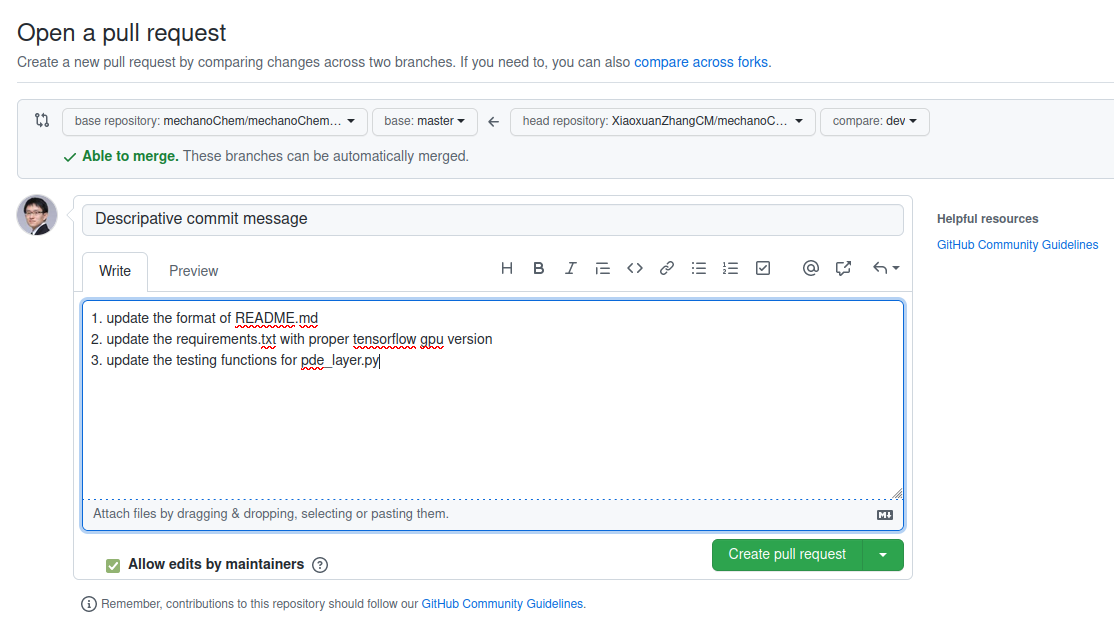 Open a pull request
Create a new pull request by comparing changes across two branches. If you need to, you can also compare across forks.
base repository: mechanoChem/mechanoChem... base: master head repository: XiaoxuanZhangCM/mechanoC... compare: dev
Able to merge. These branches can be automatically merged.
Descripative commit message
Helpful resources
GitHub Community Guidelines
Write Preview H B I @
1. update the format of README.md
2. update the requirements.txt with proper tensorflow gpu version
3. update the testing functions for pde_layer.py
Attach files by dragging & dropping, selecting or pasting them.
Allow edits by maintainers ?
Create pull request
Remember, contributions to this repository should follow our GitHub Community Guidelines.